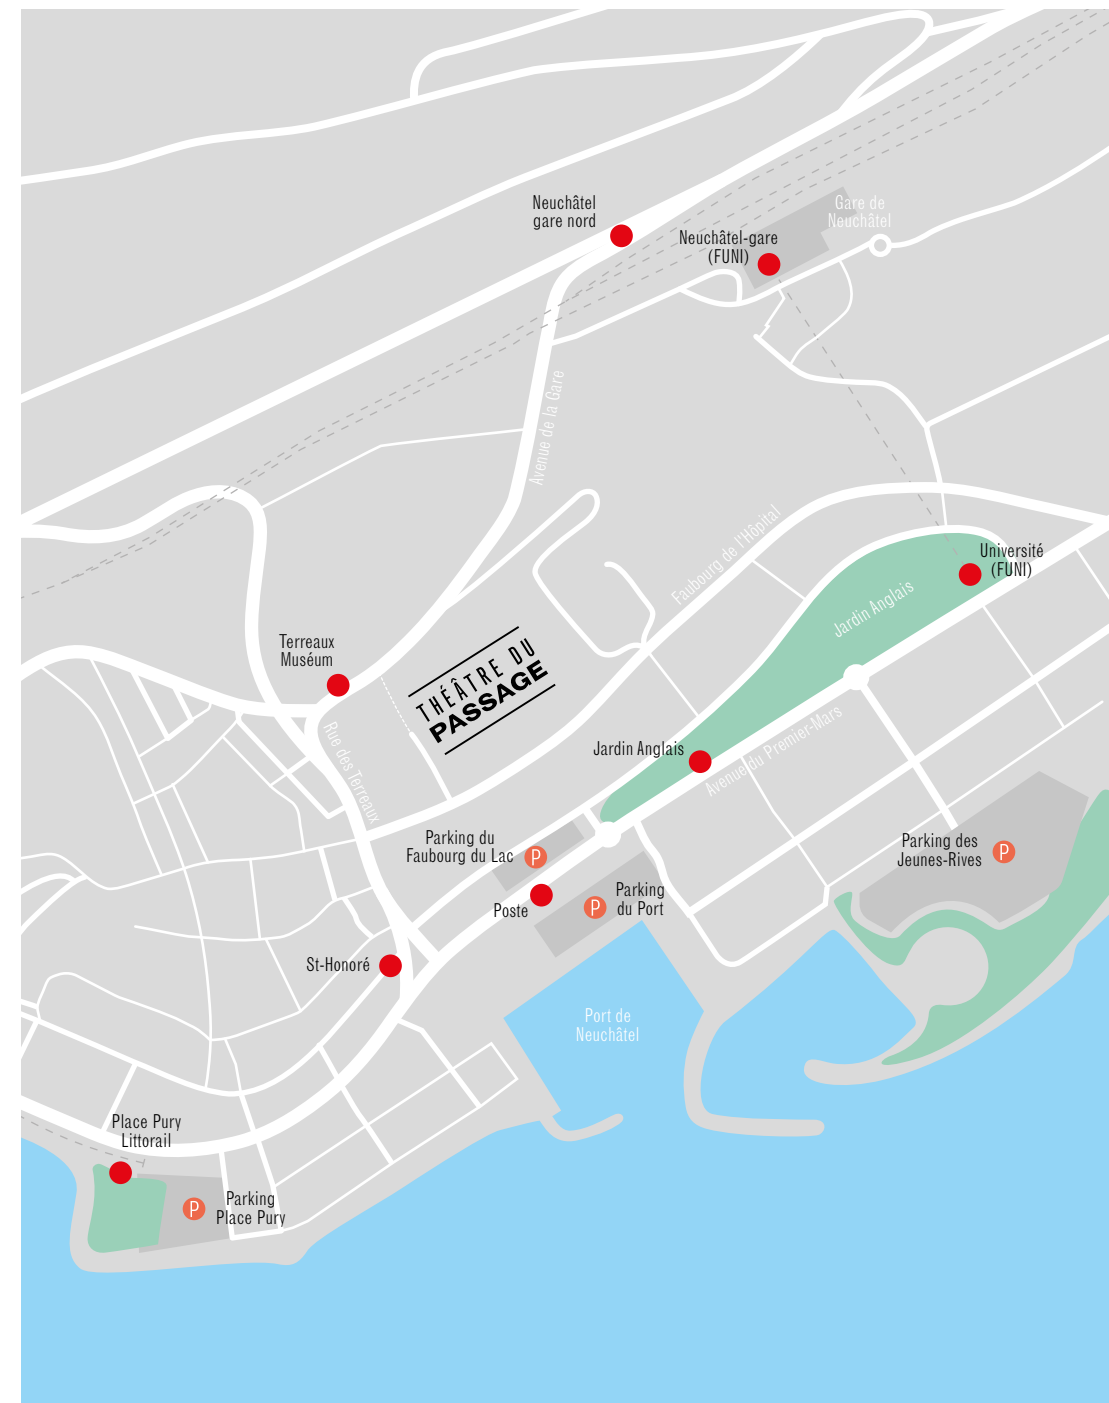 Neuchâtel
gare nord
Gare de
Neuchâtel
Neuchâtel-gare
(FUNI)
Avenue de la Gare
Faubourg de l'Hôpital
Université
(FUNI)
Jardin Anglais
Terreaux
Muséum
THÉÂTRE DU
PASSAGE
Rue des Terreaux
Jardin Anglais
Avenue du Premier-Mars
Parking du
Faubourg du Lac
P
Parking des
Jeunes-Rives
P
Poste
P
Parking
du Port
St-Honoré
Port de
Neuchâtel
Place Pury
Littorail
P
Parking
Place Pury